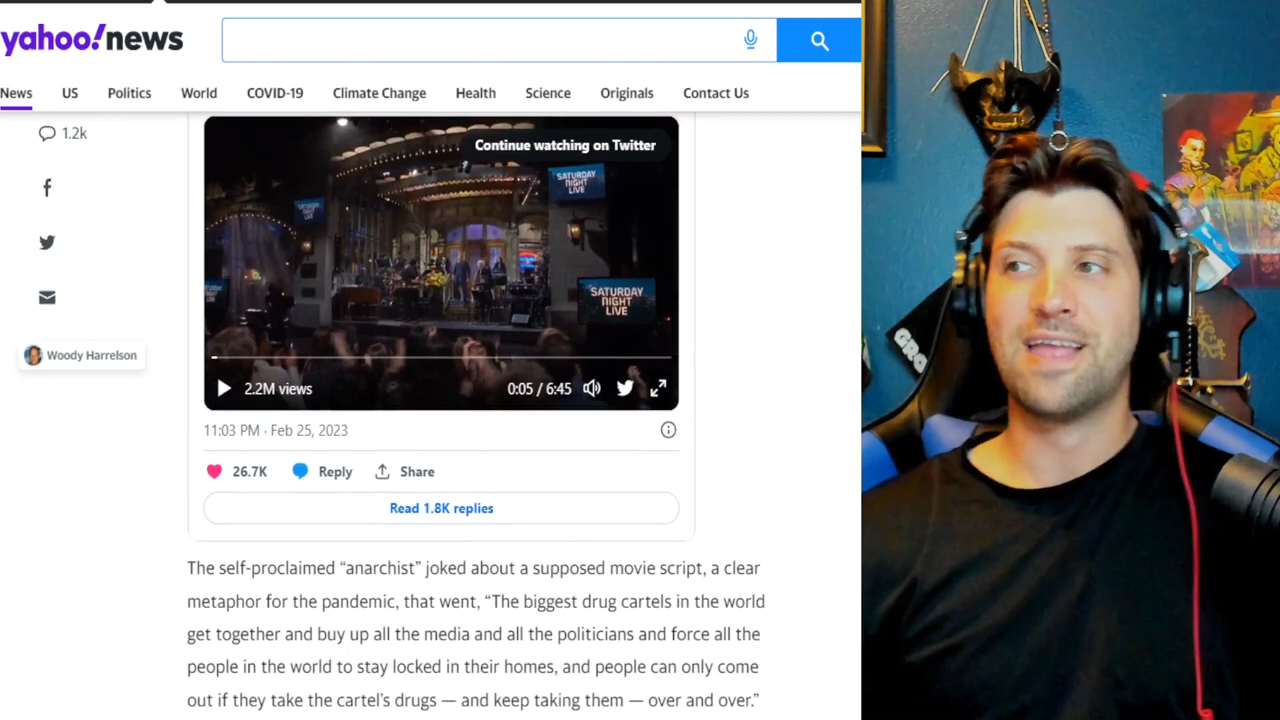 yahoo!news
News US Politics World COVID-19 Climate Change Health Science Originals Contact Us
1.2k
Continue watching on Twitter
SATURDAY
NIGHT
LIVE
SATURDAY
NIGHT
LIVE
SATURDAY
NIGHT
LIVE
2.2M views
0:05 / 6:45
Woody Harrelson
11:03 PM · Feb 25, 2023
26.7K Reply Share
Read 1.8K replies
The self-proclaimed “anarchist” joked about a supposed movie script, a clear
metaphor for the pandemic, that went, “The biggest drug cartels in the world
get together and buy up all the media and all the politicians and force all the
people in the world to stay locked in their homes, and people can only come
out if they take the cartel’s drugs — and keep taking them — over and over.”